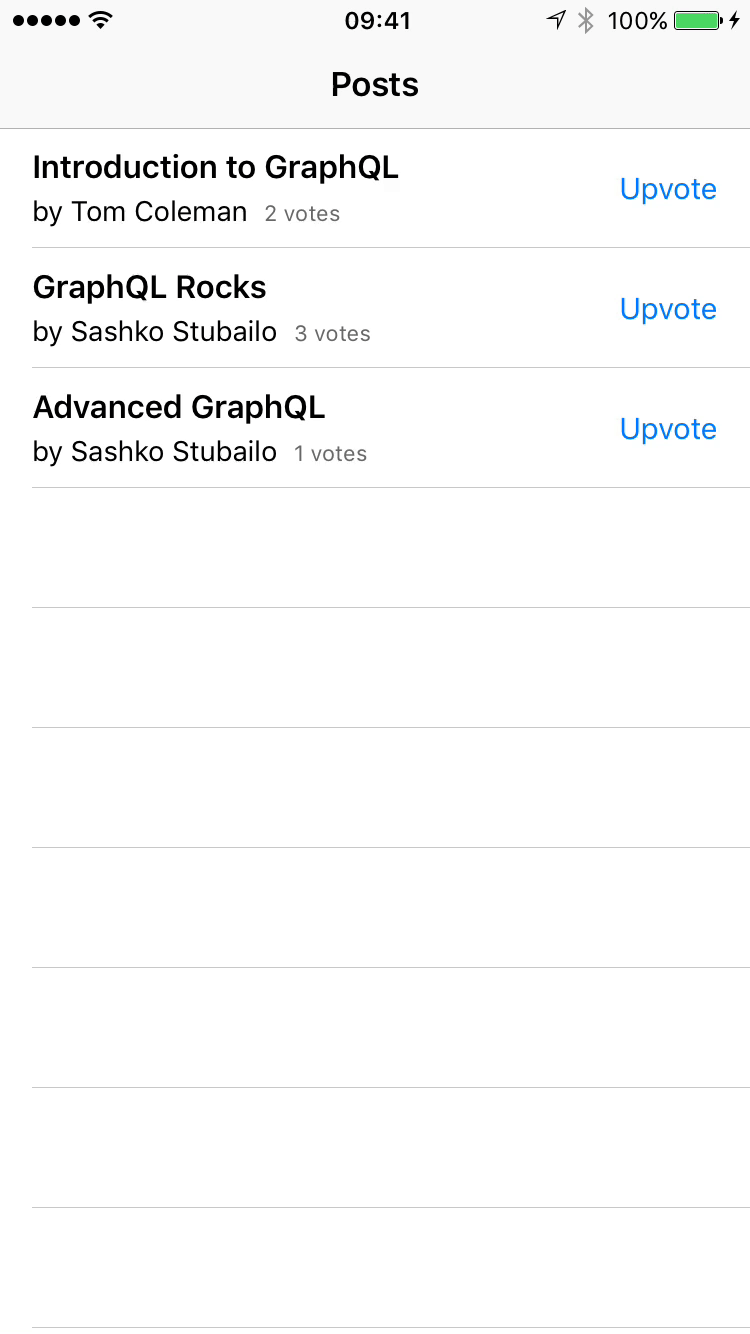 09:41 100%
Posts
Introduction to GraphQL
by Tom Coleman 2 votes
Upvote
GraphQL Rocks
by Sashko Stubailo 3 votes
Upvote
Advanced GraphQL
by Sashko Stubailo 1 votes
Upvote